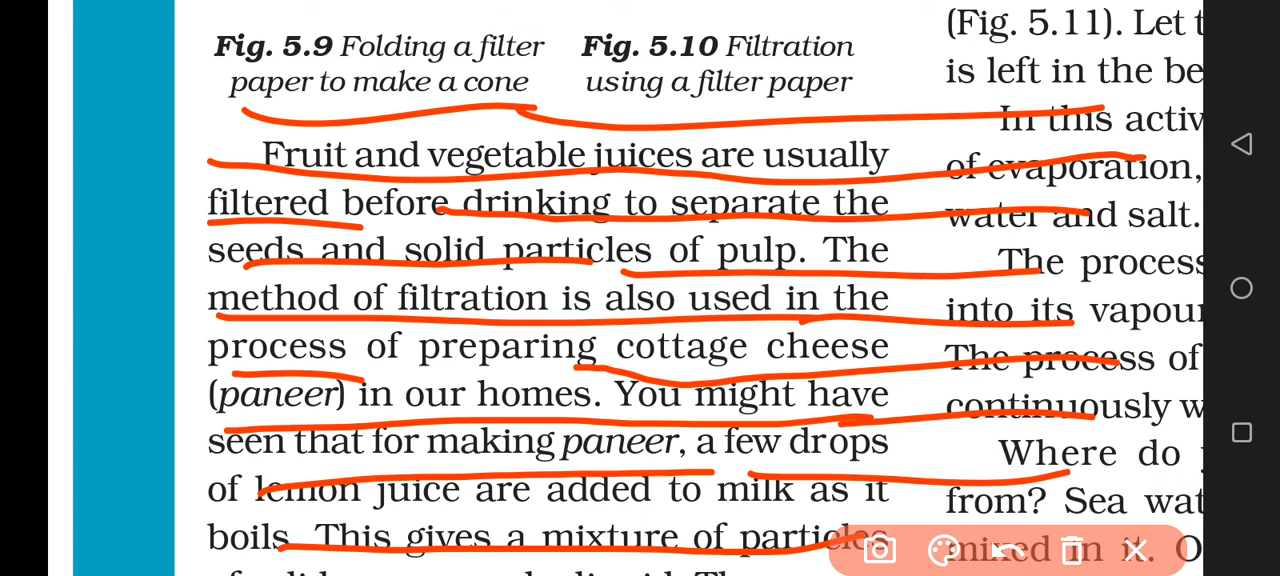 Fig. 5.9 Folding a filter
paper to make a cone
Fig. 5.10 Filtration
using a filter paper
Fruit and vegetable juices are usually
filtered before drinking to separate the
seeds and solid particles of pulp. The
method of filtration is also used in the
process of preparing cottage cheese
(paneer) in our homes. You might have
seen that for making paneer, a few drops
of lemon juice are added to milk as it
boils. This gives a mixture of particles
(Fig. 5.11). Let t
is left in the be
In this activ
of evaporation,
water and salt.
The process
into its vapour
The process of
continuously w
Where do
from? Sea wat
mixed in it. O